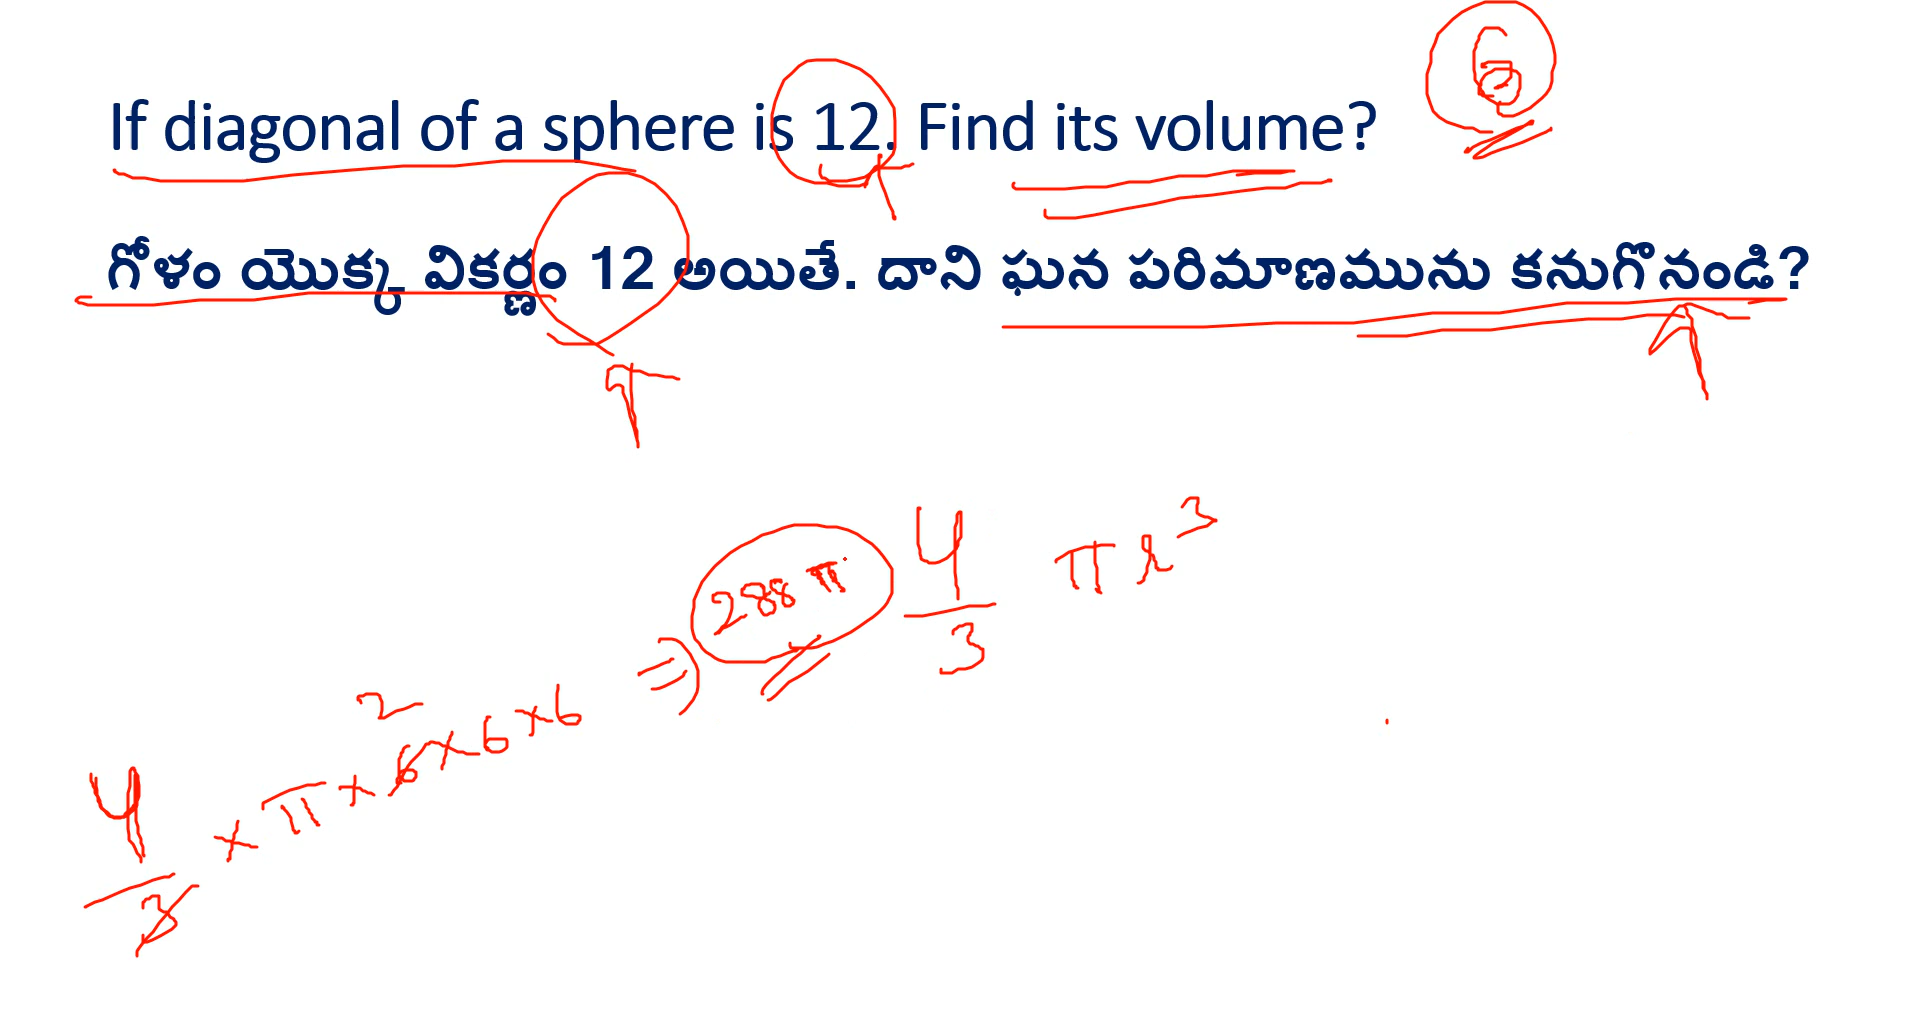 If diagonal of a sphere is 12. Find its volume?
6
గోళం యొక్క వికర్ణం 12 అయితే. దాని ఘన పరిమాణమును కనుగొనండి?
4/3 π r³
4/3 × π × 6 × 6 × 6 ⇒ 288 π
2